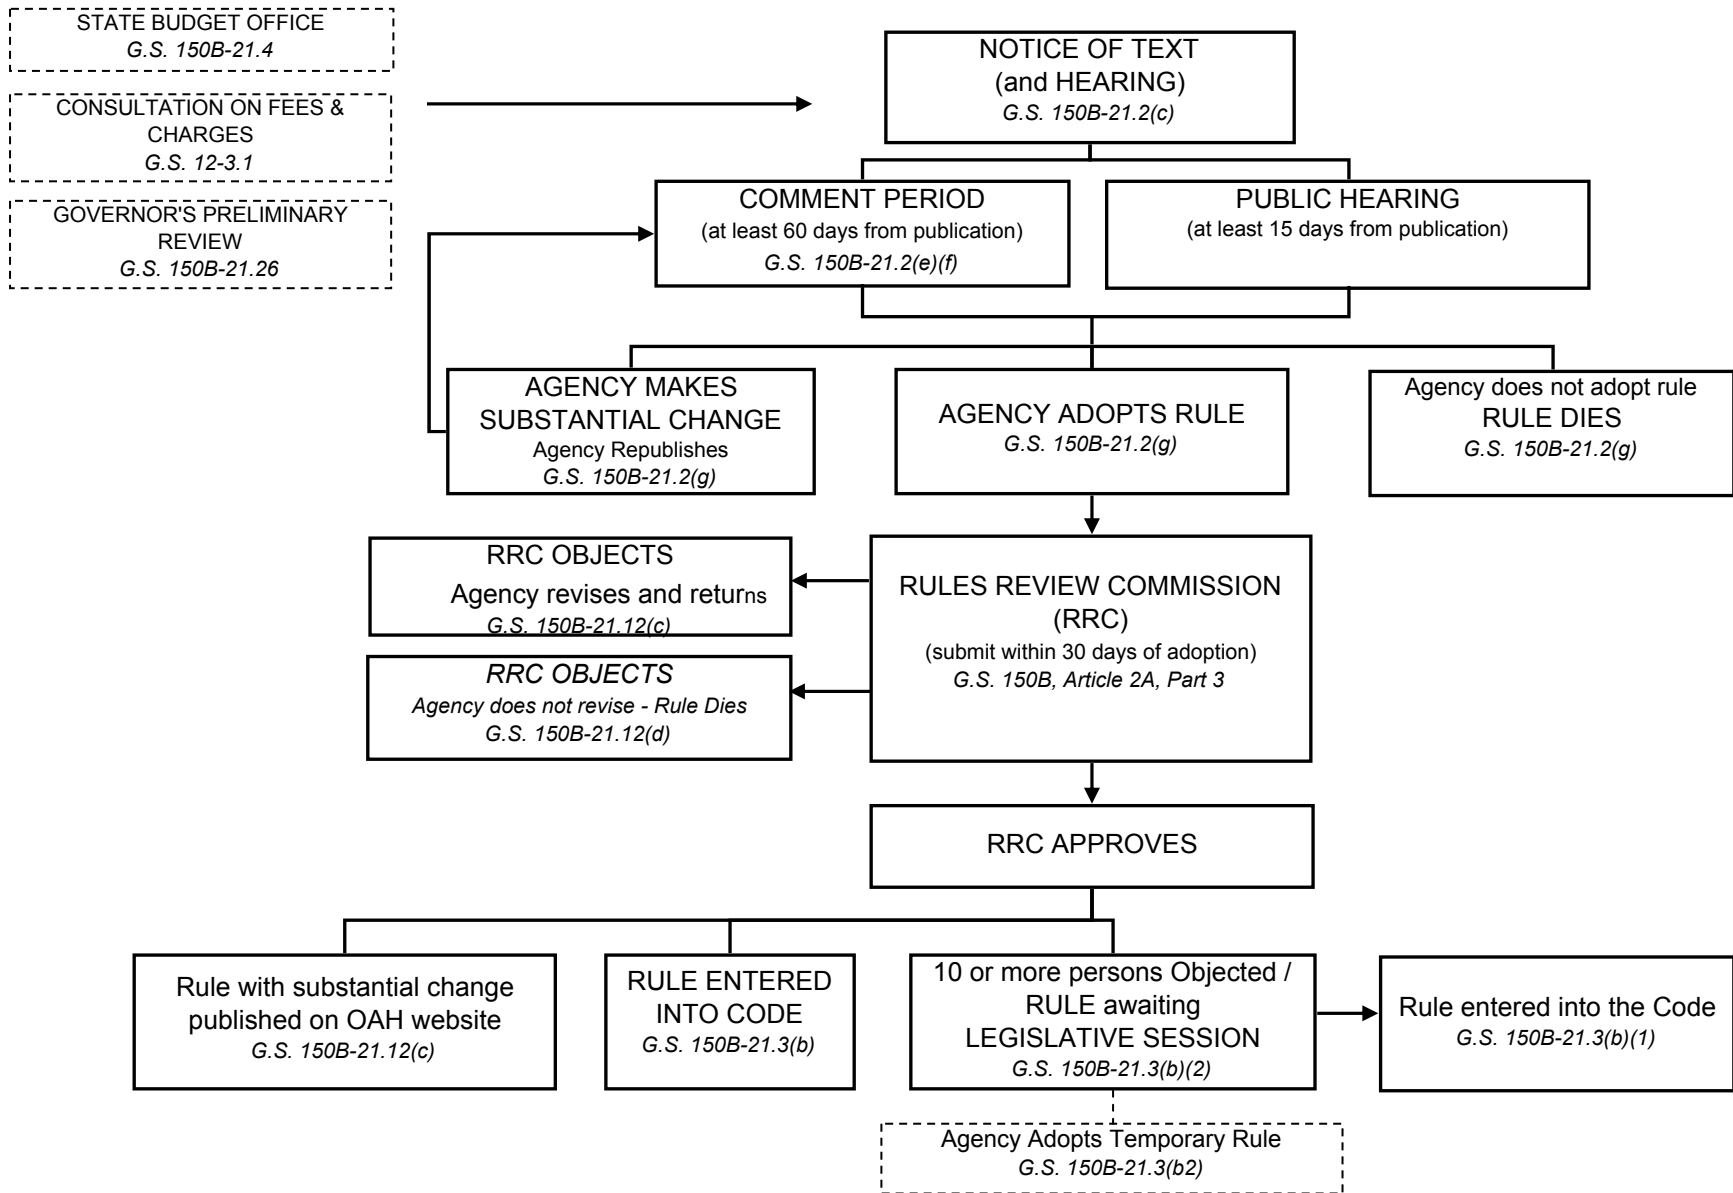 STATE BUDGET OFFICE
G.S. 150B-21.4
CONSULTATION ON FEES &
CHARGES
G.S. 12-3.1
GOVERNOR'S PRELIMINARY
REVIEW
G.S. 150B-21.26
NOTICE OF TEXT
(and HEARING)
G.S. 150B-21.2(c)
COMMENT PERIOD
(at least 60 days from publication)
G.S. 150B-21.2(e)(f)
PUBLIC HEARING
(at least 15 days from publication)
AGENCY MAKES
SUBSTANTIAL CHANGE
Agency Republishes
G.S. 150B-21.2(g)
AGENCY ADOPTS RULE
G.S. 150B-21.2(g)
Agency does not adopt rule
RULE DIES
G.S. 150B-21.2(g)
RRC OBJECTS
Agency revises and returns
G.S. 150B-21.12(c)
RRC OBJECTS
Agency does not revise - Rule Dies
G.S. 150B-21.12(d)
RULES REVIEW COMMISSION
(RRC)
(submit within 30 days of adoption)
G.S. 150B, Article 2A, Part 3
RRC APPROVES
Rule with substantial change
published on OAH website
G.S. 150B-21.12(c)
RULE ENTERED
INTO CODE
G.S. 150B-21.3(b)
10 or more persons Objected /
RULE awaiting
LEGISLATIVE SESSION
G.S. 150B-21.3(b)(2)
Rule entered into the Code
G.S. 150B-21.3(b)(1)
Agency Adopts Temporary Rule
G.S. 150B-21.3(b2)